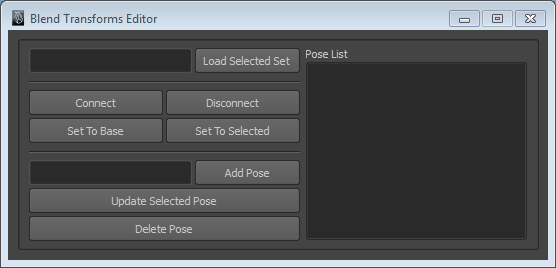 Blend Transforms Editor
Load Selected Set
Pose List
Connect
Disconnect
Set To Base
Set To Selected
Add Pose
Update Selected Pose
Delete Pose